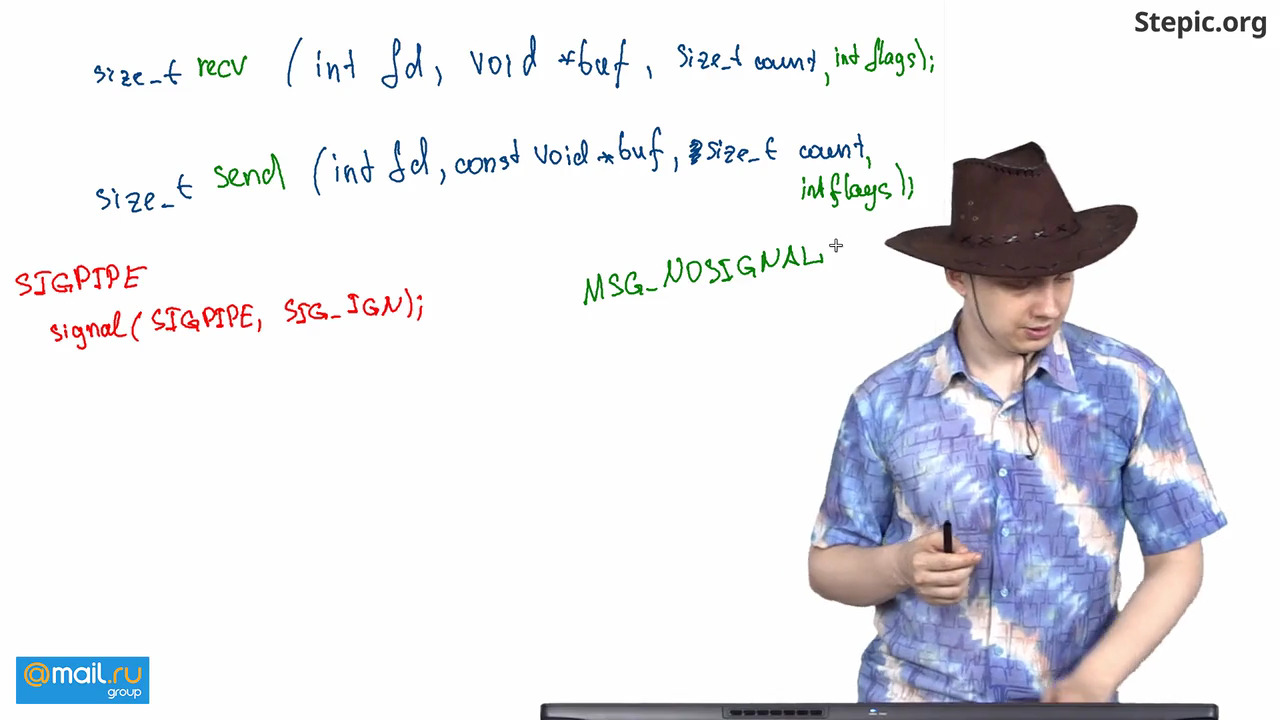 Stepic.org
size_t recv (int fd, void *buf, size_t count, int flags);
size_t send (int fd, const void *buf, size_t count,
int flags);
SIGPIPE
MSG_NOSIGNAL
signal(SIGPIPE, SIG_IGN);
@mail.ru
group